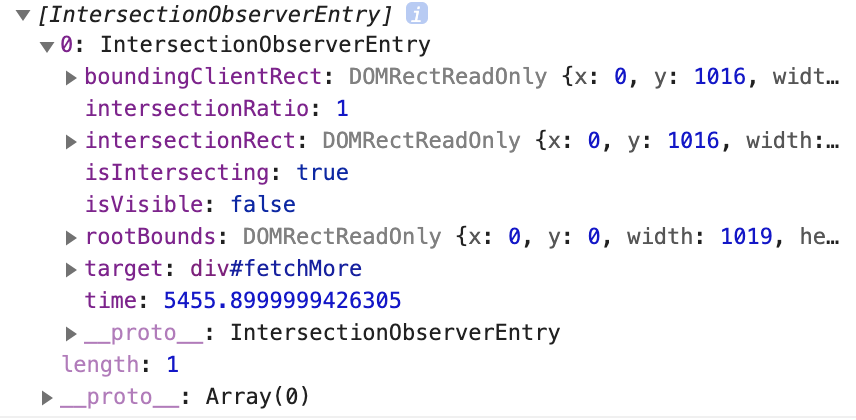 [IntersectionObserverEntry] i
0: IntersectionObserverEntry
boundingClientRect: DOMRectReadOnly {x: 0, y: 1016, widt…
intersectionRatio: 1
intersectionRect: DOMRectReadOnly {x: 0, y: 1016, width:…
isIntersecting: true
isVisible: false
rootBounds: DOMRectReadOnly {x: 0, y: 0, width: 1019, he…
target: div#fetchMore
time: 5455.8999999426305
__proto__: IntersectionObserverEntry
length: 1
__proto__: Array(0)